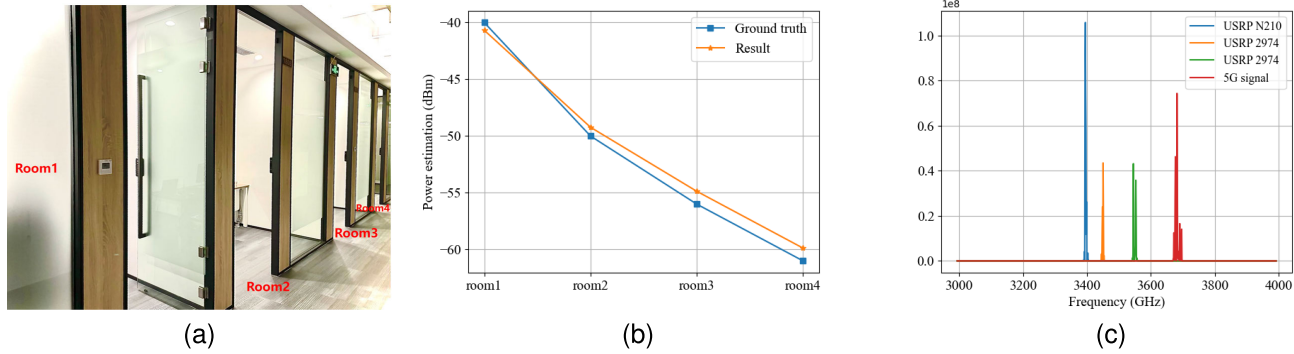 Room1
Room2
Room3
Room4
(a)
−40
−45
−50
−55
−60
Power estimation (dBm)
Ground truth
Result
room1
room2
room3
room4
(b)
1e8
1.0
0.8
0.6
0.4
0.2
0.0
USRP N210
USRP 2974
USRP 2974
5G signal
3000
3200
3400
3600
3800
4000
Frequency (GHz)
(c)